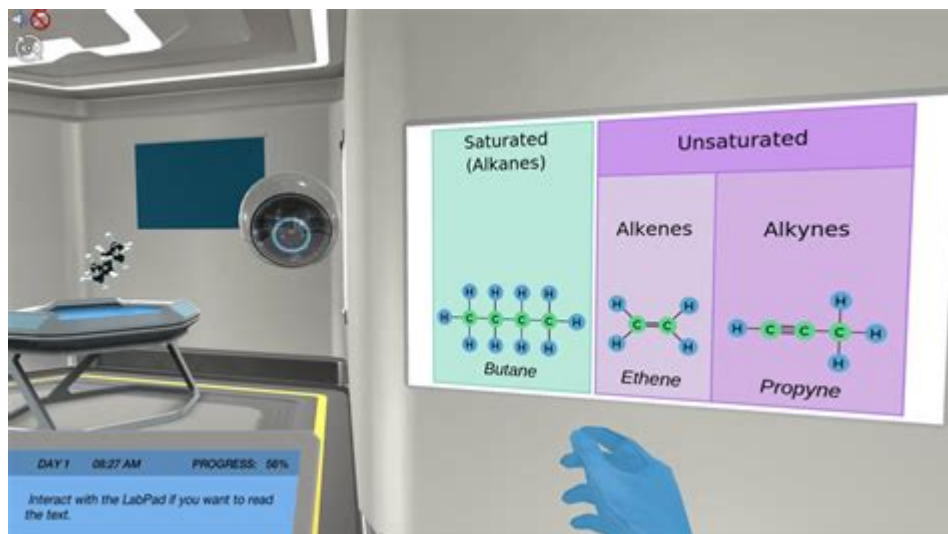 Saturated
(Alkanes)
Unsaturated
Alkenes
Alkynes
H H H H
H C C C C H
H H H H
Butane
H H
C=C
H H
Ethene
H
H C≡C C H
H
Propyne
DAY 1 08:27 AM PROGRESS: 56%
Interact with the LabPad if you want to read
the text.